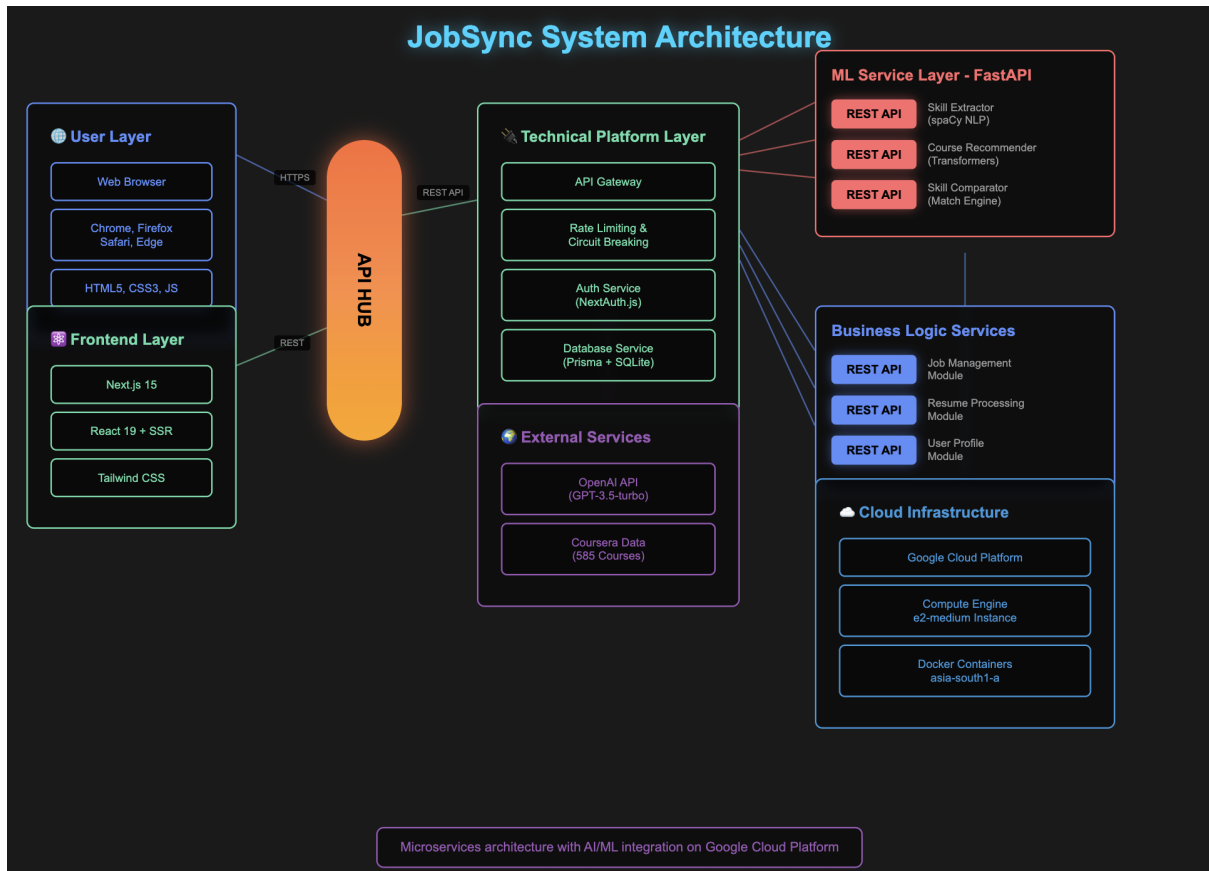 JobSync System Architecture
User Layer
Web Browser
Chrome, Firefox
Safari, Edge
HTML5, CSS3, JS
Frontend Layer
Next.js 15
React 19 + SSR
Tailwind CSS
HTTPS
REST
API HUB
REST API
Technical Platform Layer
API Gateway
Rate Limiting &
Circuit Breaking
Auth Service
(NextAuth.js)
Database Service
(Prisma + SQLite)
External Services
OpenAI API
(GPT-3.5-turbo)
Coursera Data
(585 Courses)
ML Service Layer - FastAPI
REST API
Skill Extractor
(spaCy NLP)
REST API
Course Recommender
(Transformers)
REST API
Skill Comparator
(Match Engine)
Business Logic Services
REST API
Job Management
Module
REST API
Resume Processing
Module
REST API
User Profile
Module
Cloud Infrastructure
Google Cloud Platform
Compute Engine
e2-medium Instance
Docker Containers
asia-south1-a
Microservices architecture with AI/ML integration on Google Cloud Platform